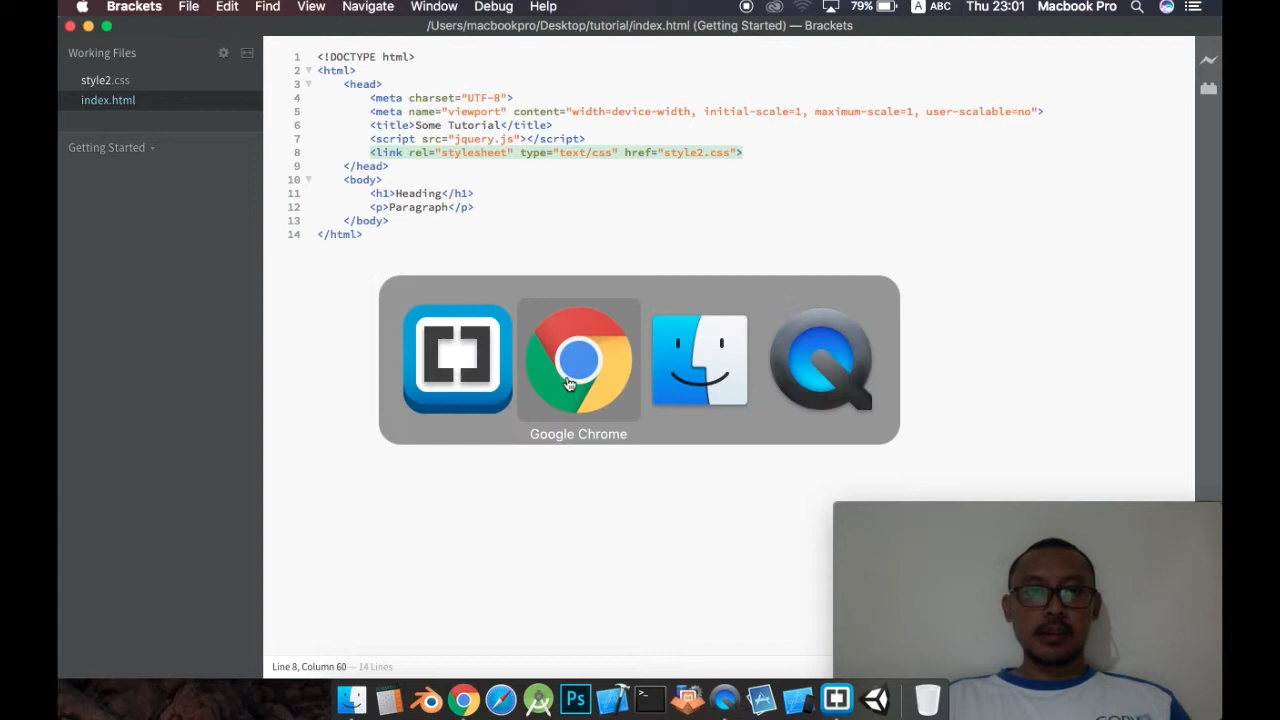 Brackets File Edit Find View Navigate Window Debug Help 79% A ABC Thu 23:01 Macbook Pro
/Users/macbookpro/Desktop/tutorial/index.html (Getting Started) — Brackets
Working Files
style2.css
index.html
Getting Started
1 <!DOCTYPE html>
2 <html>
3 <head>
4 <meta charset="UTF-8">
5 <meta name="viewport" content="width=device-width, initial-scale=1, maximum-scale=1, user-scalable=no">
6 <title>Some Tutorial</title>
7 <script src="jquery.js"></script>
8 <link rel="stylesheet" type="text/css" href="style2.css">
9 </head>
10 <body>
11 <h1>Heading</h1>
12 <p>Paragraph</p>
13 </body>
14 </html>
Google Chrome
Line 8, Column 60 — 14 Lines
Ps